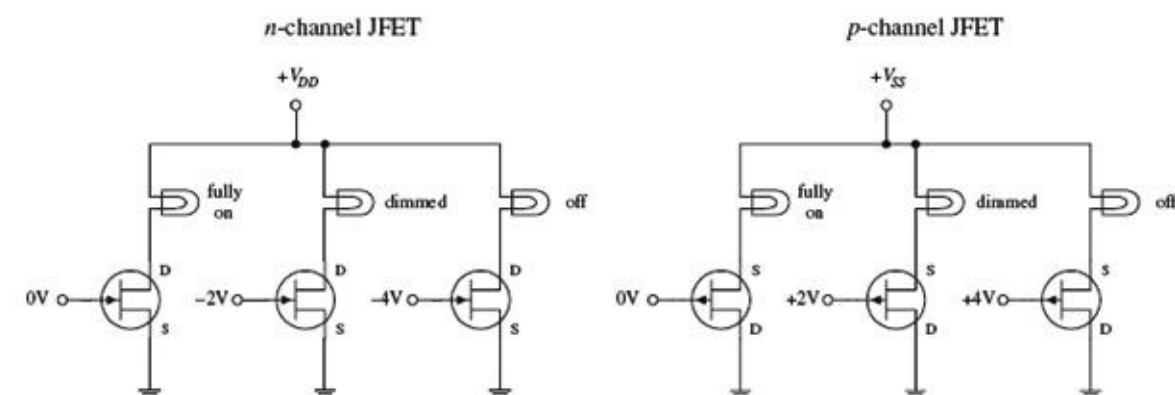 n-channel JFET
+VDD
fully
on
dimmed
off
D
D
D
0V
−2V
−4V
S
S
S
p-channel JFET
+VSS
fully
on
dimmed
off
S
S
S
0V
+2V
+4V
D
D
D